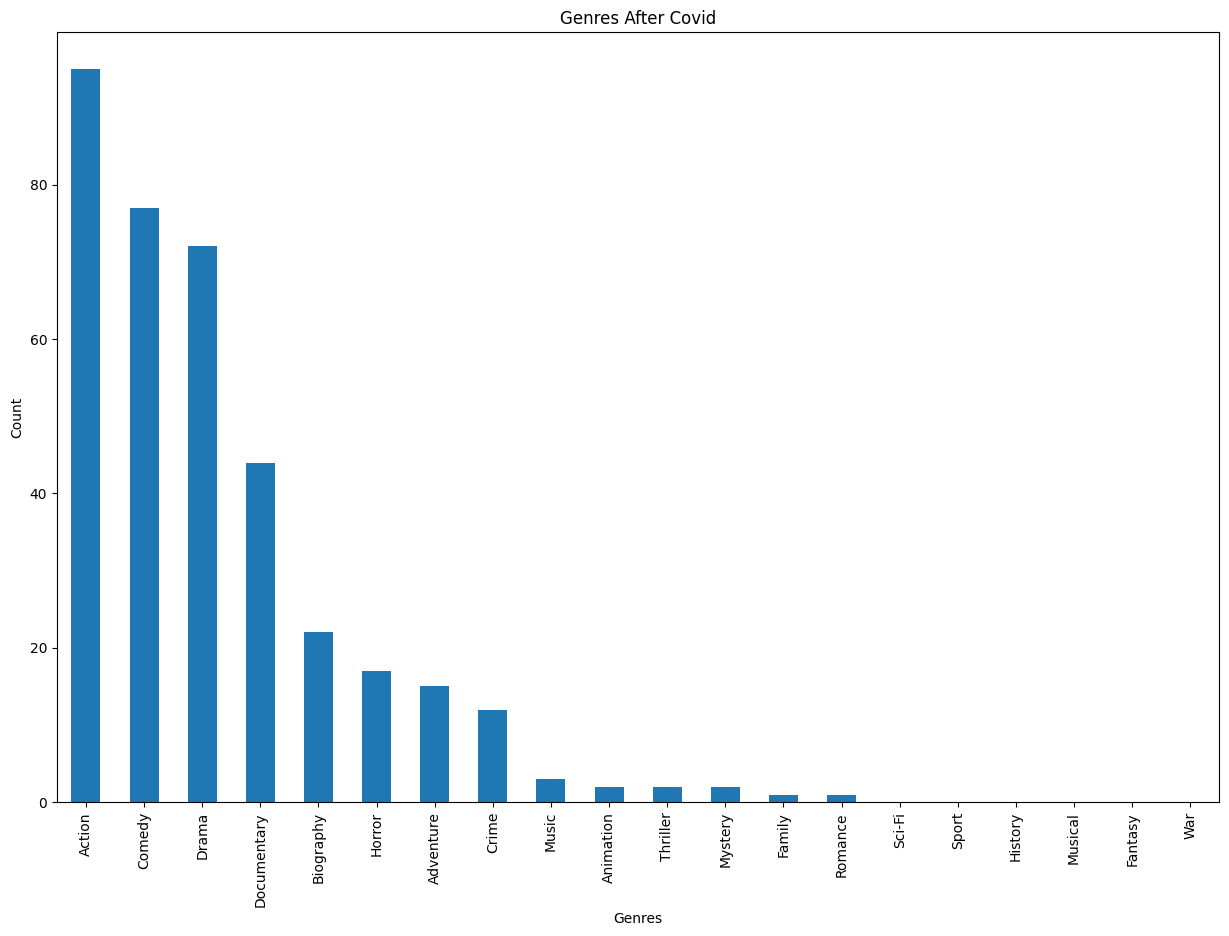 Genres After Covid
80
60
40
20
0
Count
Action
Comedy
Drama
Documentary
Biography
Horror
Adventure
Crime
Music
Animation
Thriller
Mystery
Family
Romance
Sci-Fi
Sport
History
Musical
Fantasy
War
Genres